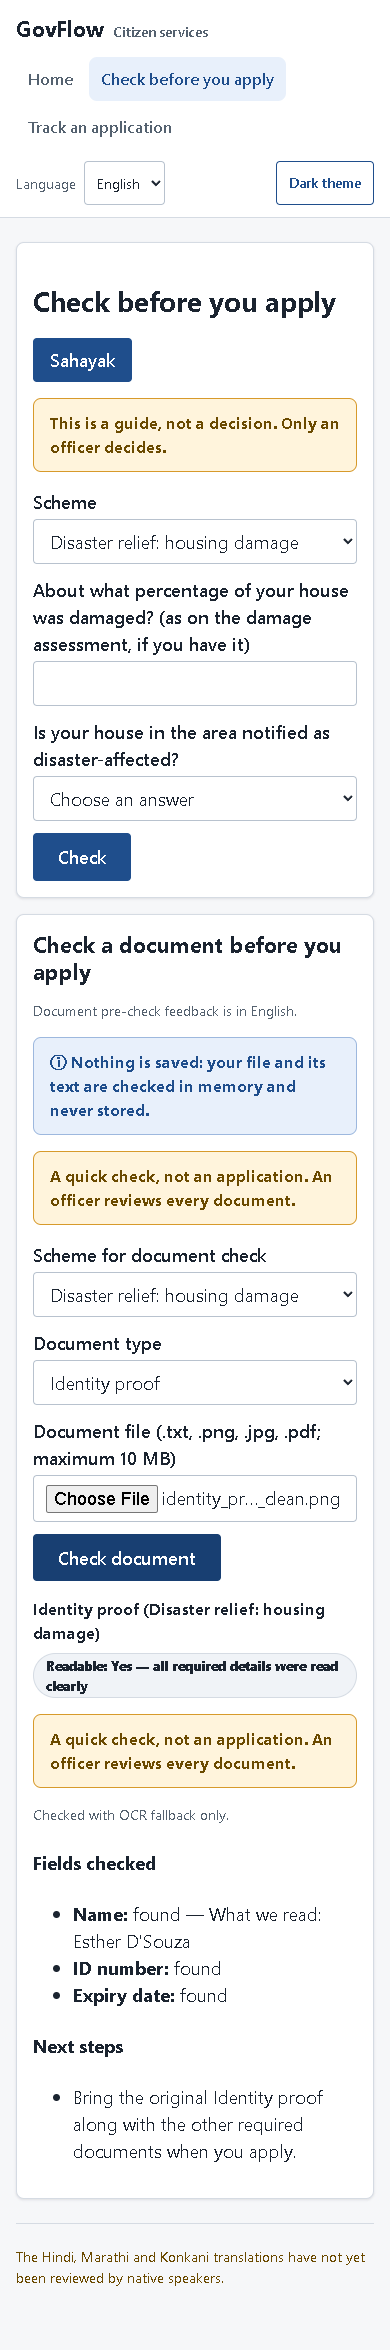 GovFlow Citizen services
Home Check before you apply
Track an application
Language English Dark theme
Check before you apply
Sahayak
This is a guide, not a decision. Only an
officer decides.
Scheme
Disaster relief: housing damage
About what percentage of your house
was damaged? (as on the damage
assessment, if you have it)
Is your house in the area notified as
disaster-affected?
Choose an answer
Check
Check a document before you
apply
Document pre-check feedback is in English.
ⓘ Nothing is saved: your file and its
text are checked in memory and
never stored.
A quick check, not an application. An
officer reviews every document.
Scheme for document check
Disaster relief: housing damage
Document type
Identity proof
Document file (.txt, .png, .jpg, .pdf;
maximum 10 MB)
Choose File identity_pr..._clean.png
Check document
Identity proof (Disaster relief: housing
damage)
Readable: Yes — all required details were read
clearly
A quick check, not an application. An
officer reviews every document.
Checked with OCR fallback only.
Fields checked
• Name: found — What we read:
Esther D'Souza
• ID number: found
• Expiry date: found
Next steps
• Bring the original Identity proof
along with the other required
documents when you apply.
The Hindi, Marathi and Konkani translations have not yet
been reviewed by native speakers.